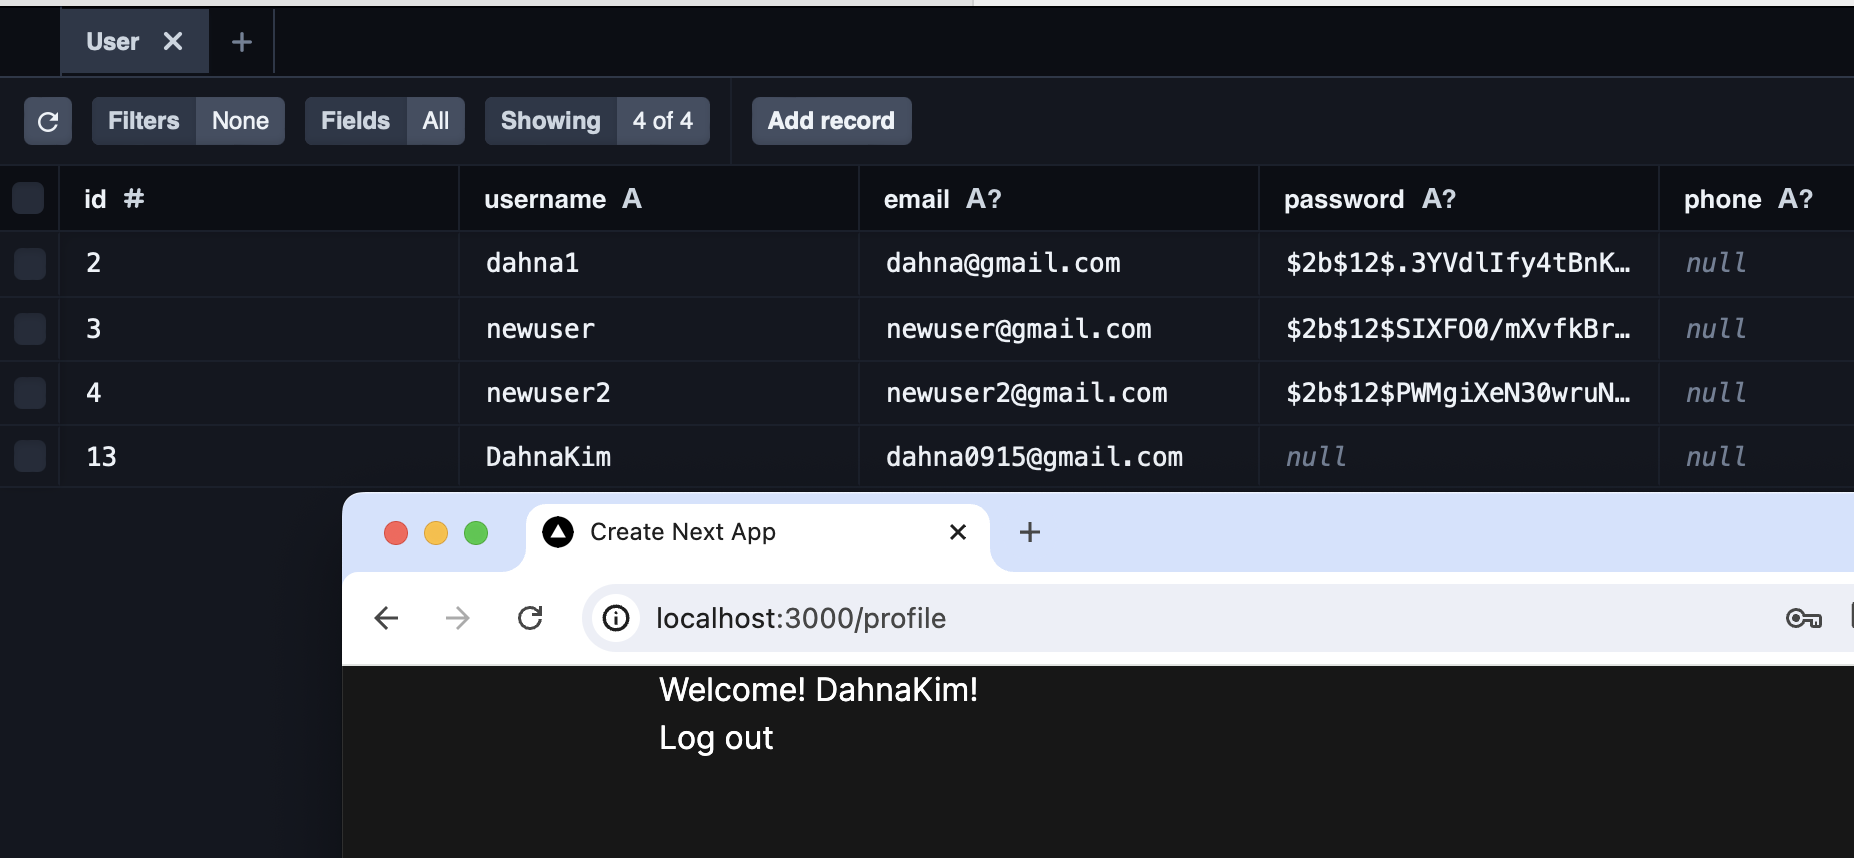 User
Filters None Fields All Showing 4 of 4 Add record
id # username A email A? password A? phone A?
2 dahna1 dahna@gmail.com $2b$12$.3YVdlIfy4tBnK… null
3 newuser newuser@gmail.com $2b$12$SIXFO0/mXvfkBr… null
4 newuser2 newuser2@gmail.com $2b$12$PWMgiXeN30wruN… null
13 DahnaKim dahna0915@gmail.com null null
Create Next App
localhost:3000/profile
Welcome! DahnaKim!
Log out